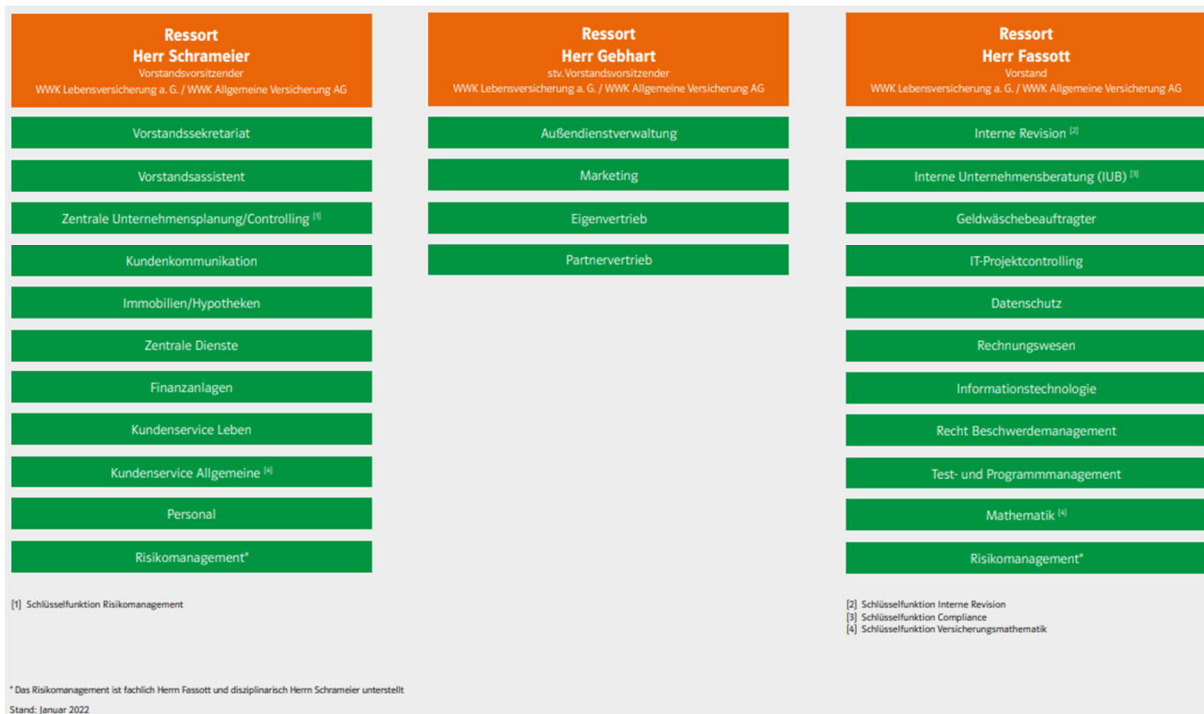 Ressort
Herr Schrameier
Vorstandsvorsitzender
WWK Lebensversicherung a. G. / WWK Allgemeine Versicherung AG
Vorstandssekretariat
Vorstandsassistent
Zentrale Unternehmensplanung/Controlling [1]
Kundenkommunikation
Immobilien/Hypotheken
Zentrale Dienste
Finanzanlagen
Kundenservice Leben
Kundenservice Allgemeine [4]
Personal
Risikomanagement*
[1] Schlüsselfunktion Risikomanagement
Ressort
Herr Gebhart
stv. Vorstandsvorsitzender
WWK Lebensversicherung a. G. / WWK Allgemeine Versicherung AG
Außendienstverwaltung
Marketing
Eigenvertrieb
Partnervertrieb
Ressort
Herr Fassott
Vorstand
WWK Lebensversicherung a. G. / WWK Allgemeine Versicherung AG
Interne Revision [2]
Interne Unternehmensberatung (IUB) [3]
Geldwäschebeauftragter
IT-Projektcontrolling
Datenschutz
Rechnungswesen
Informationstechnologie
Recht Beschwerdemanagement
Test- und Programmmanagement
Mathematik [4]
Risikomanagement*
[2] Schlüsselfunktion Interne Revision
[3] Schlüsselfunktion Compliance
[4] Schlüsselfunktion Versicherungsmathematik
* Das Risikomanagement ist fachlich Herrn Fassott und disziplinarisch Herrn Schrameier unterstellt
Stand: Januar 2022